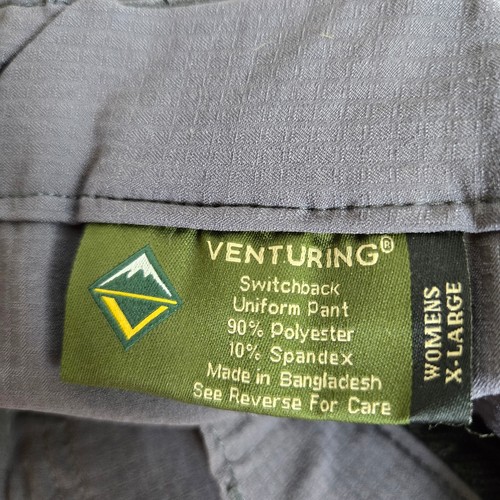 VENTURING®
Switchback
Uniform Pant
90% Polyester
10% Spandex
Made in Bangladesh
See Reverse For Care
WOMENS
X-LARGE